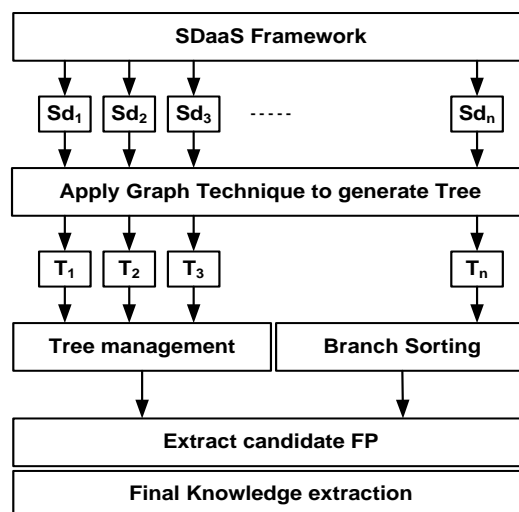 SDaaS Framework
Sd₁ Sd₂ Sd₃ ----- Sdₙ
Apply Graph Technique to generate Tree
T₁ T₂ T₃ Tₙ
Tree management Branch Sorting
Extract candidate FP
Final Knowledge extraction